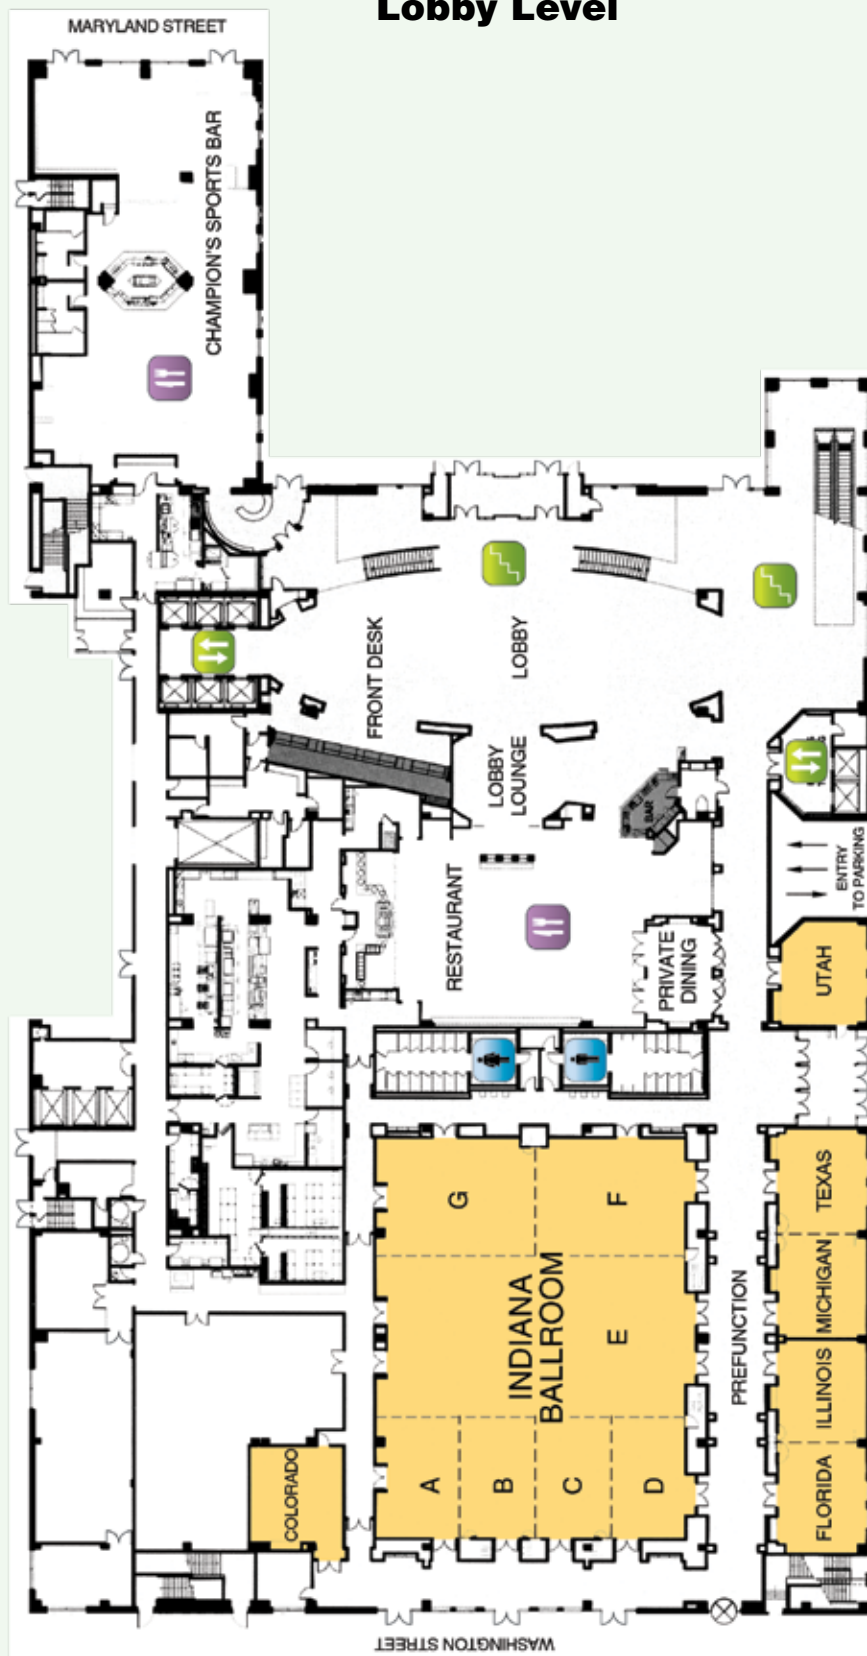 Lobby Level
MARYLAND STREET
CHAMPION'S SPORTS BAR
FRONT DESK
LOBBY
LOBBY
LOUNGE
BAR
ENTRY
TO PARKING
RESTAURANT
PRIVATE
DINING
UTAH
G
F
TEXAS
INDIANA
BALLROOM
E
PREFUNCTION
MICHIGAN
ILLINOIS
COLORADO
A
B
C
D
FLORIDA
WASHINGTON STREET